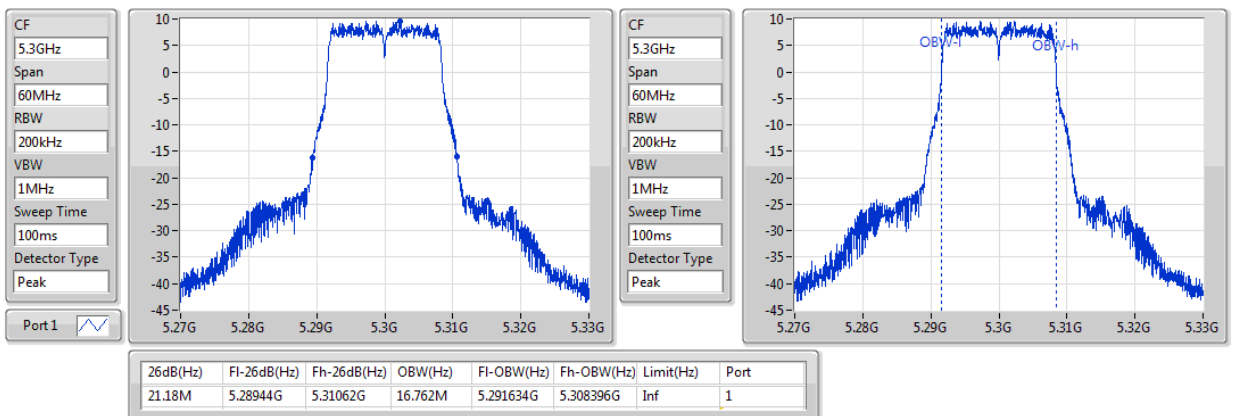 CF
5.3GHz
Span
60MHz
RBW
200kHz
VBW
1MHz
Sweep Time
100ms
Detector Type
Peak
Port 1
10
5
0
-5
-10
-15
-20
-25
-30
-35
-40
-45
5.27G 5.28G 5.29G 5.3G 5.31G 5.32G 5.33G
CF
5.3GHz
Span
60MHz
RBW
200kHz
VBW
1MHz
Sweep Time
100ms
Detector Type
Peak
10
5
0
-5
-10
-15
-20
-25
-30
-35
-40
-45
OBW-l OBW-h
5.27G 5.28G 5.29G 5.3G 5.31G 5.32G 5.33G
26dB(Hz) Fl-26dB(Hz) Fh-26dB(Hz) OBW(Hz) Fl-OBW(Hz) Fh-OBW(Hz) Limit(Hz) Port
21.18M 5.28944G 5.31062G 16.762M 5.291634G 5.308396G Inf 1